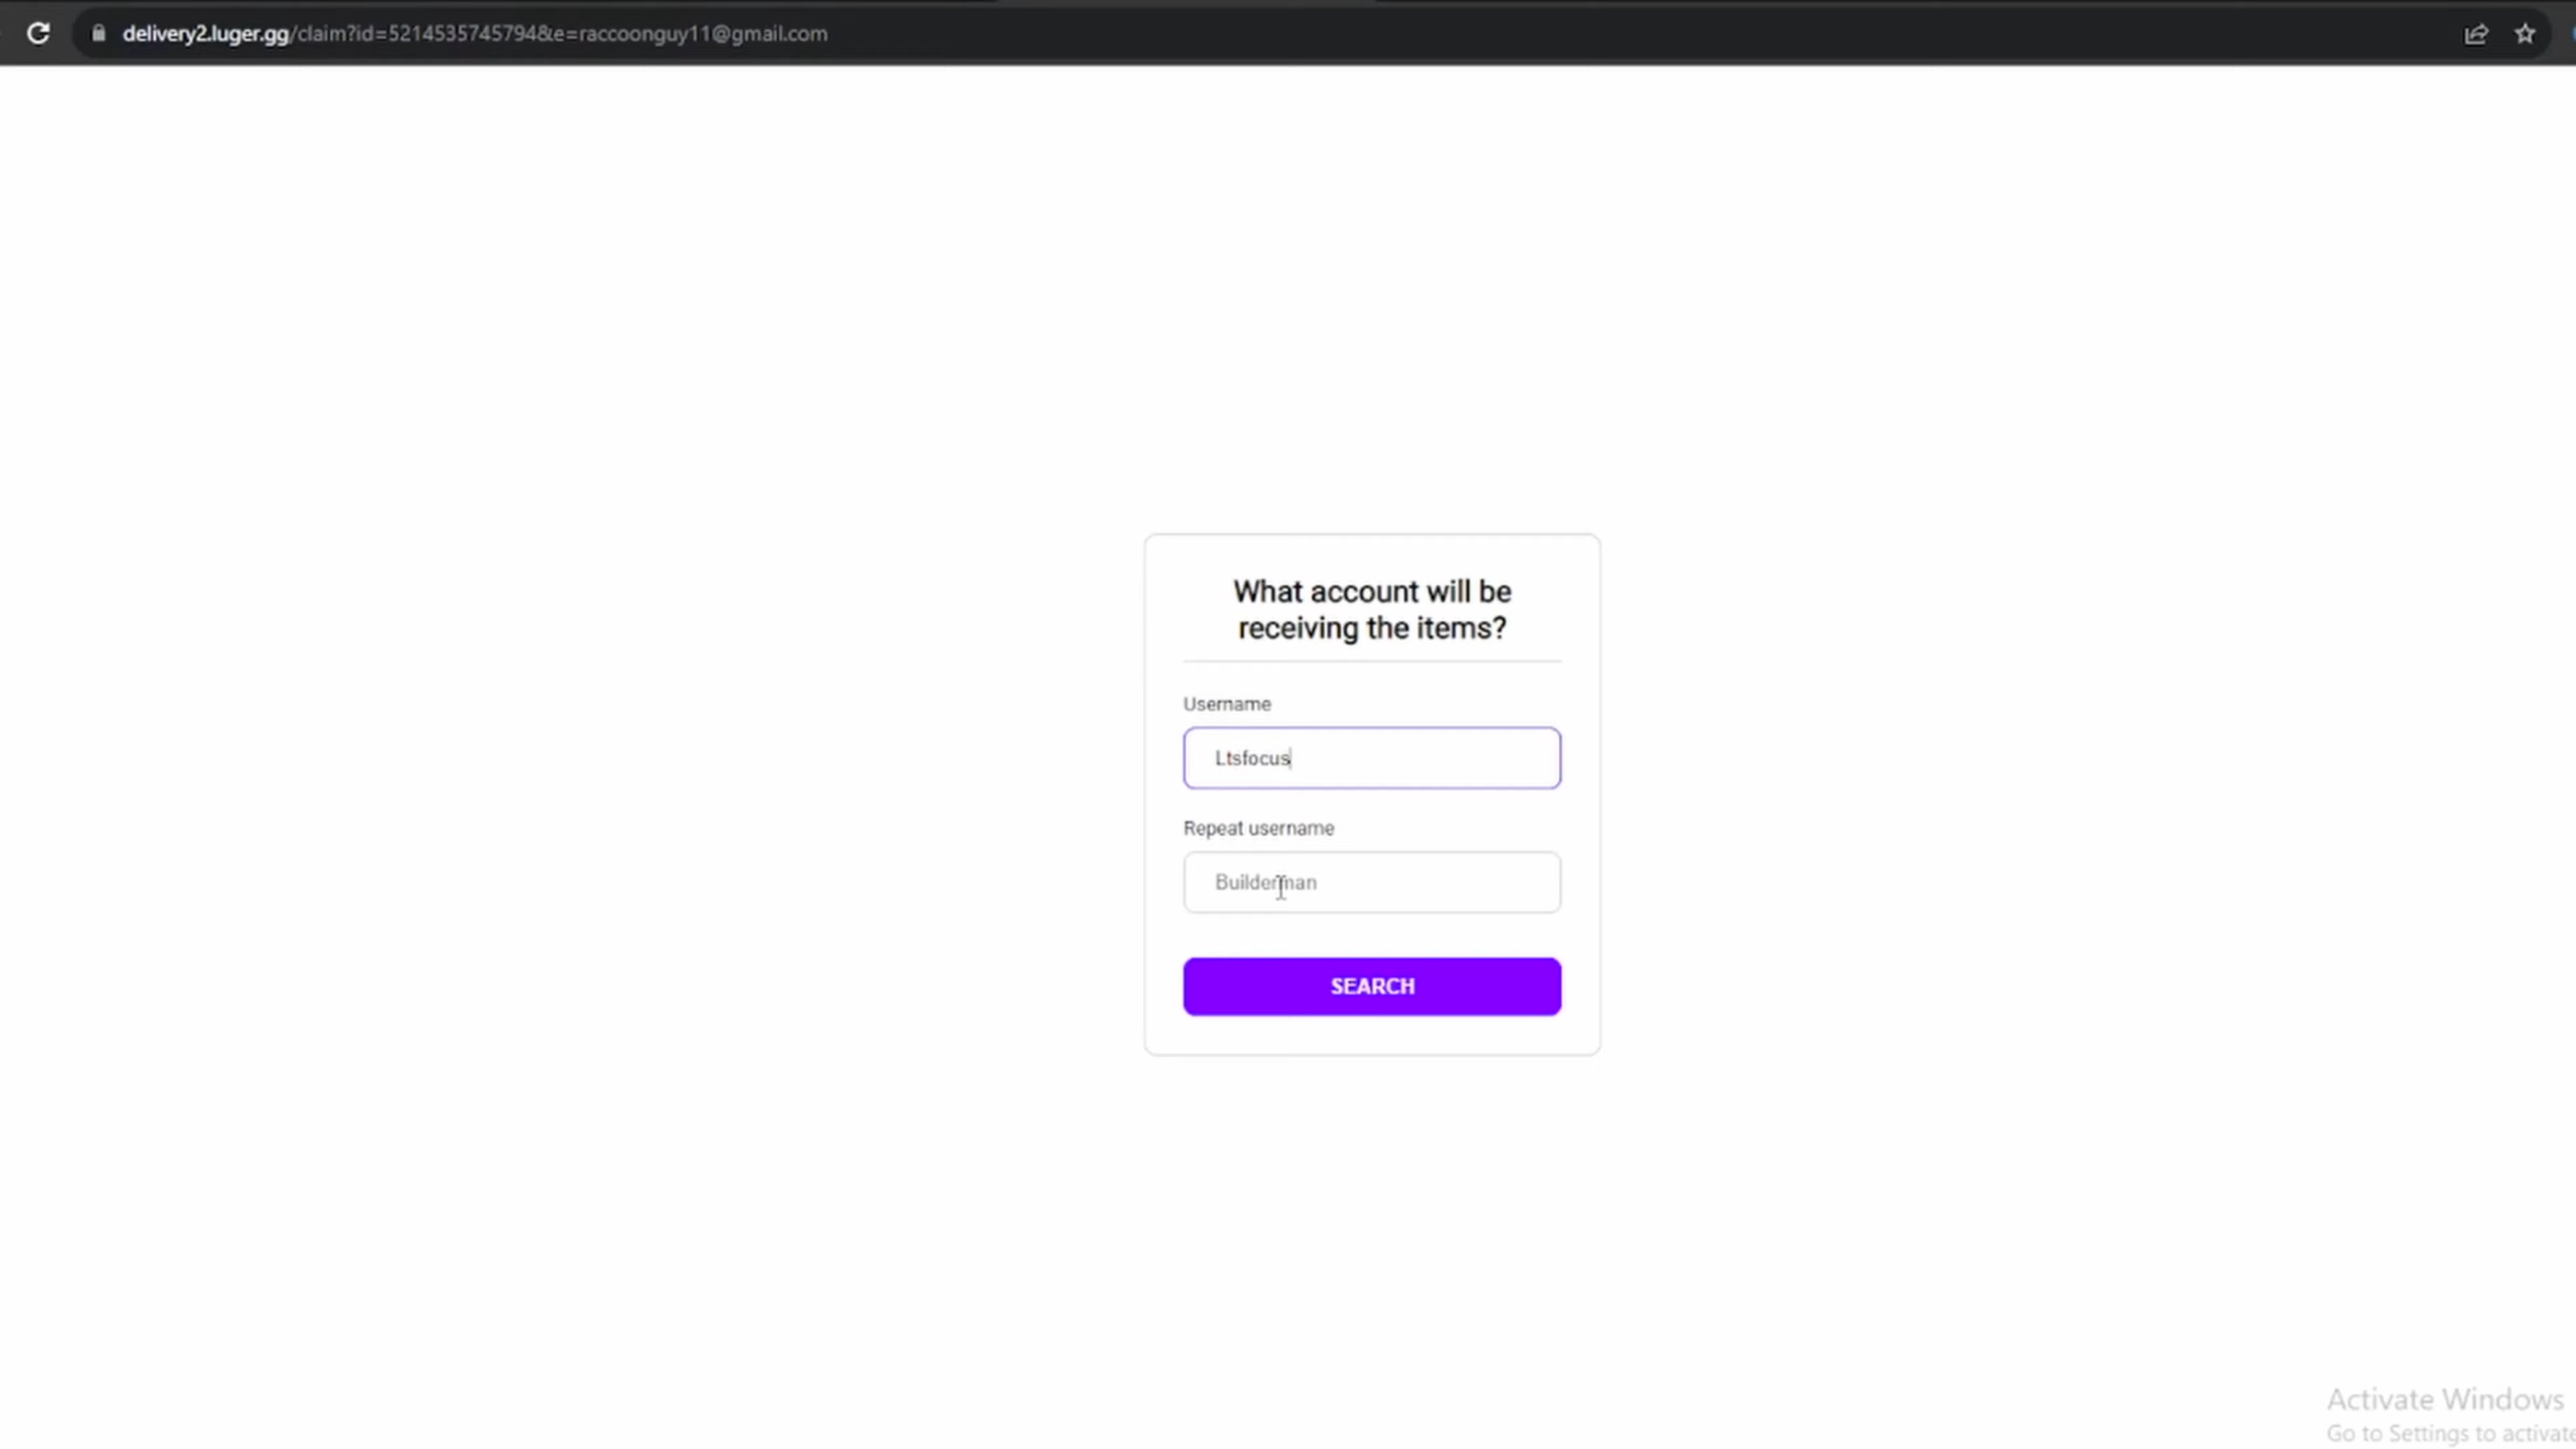 delivery2.luger.gg/claim?id=5214535745794&e=raccoonguy11@gmail.com
What account will be
receiving the items?
Username
Ltsfocus
Repeat username
Builderman
SEARCH
Activate Windows
Go to Settings to activate